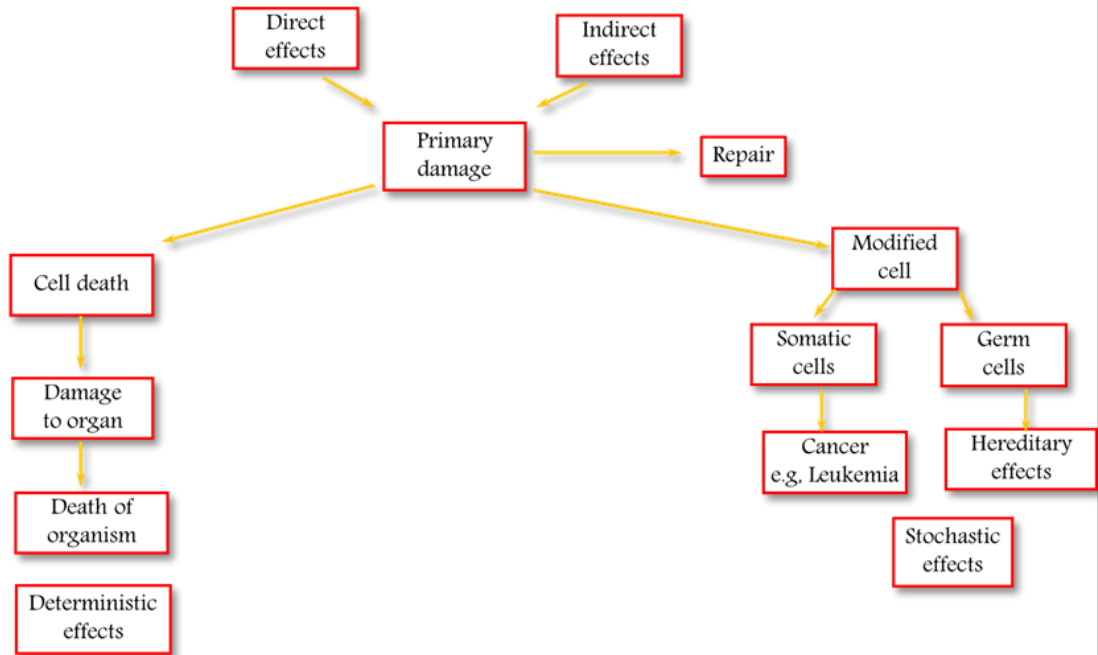 Direct
effects
Indirect
effects
Primary
damage
Repair
Modified
cell
Cell death
Somatic
cells
Germ
cells
Damage
to organ
Cancer
e.g, Leukemia
Hereditary
effects
Death of
organism
Stochastic
effects
Deterministic
effects